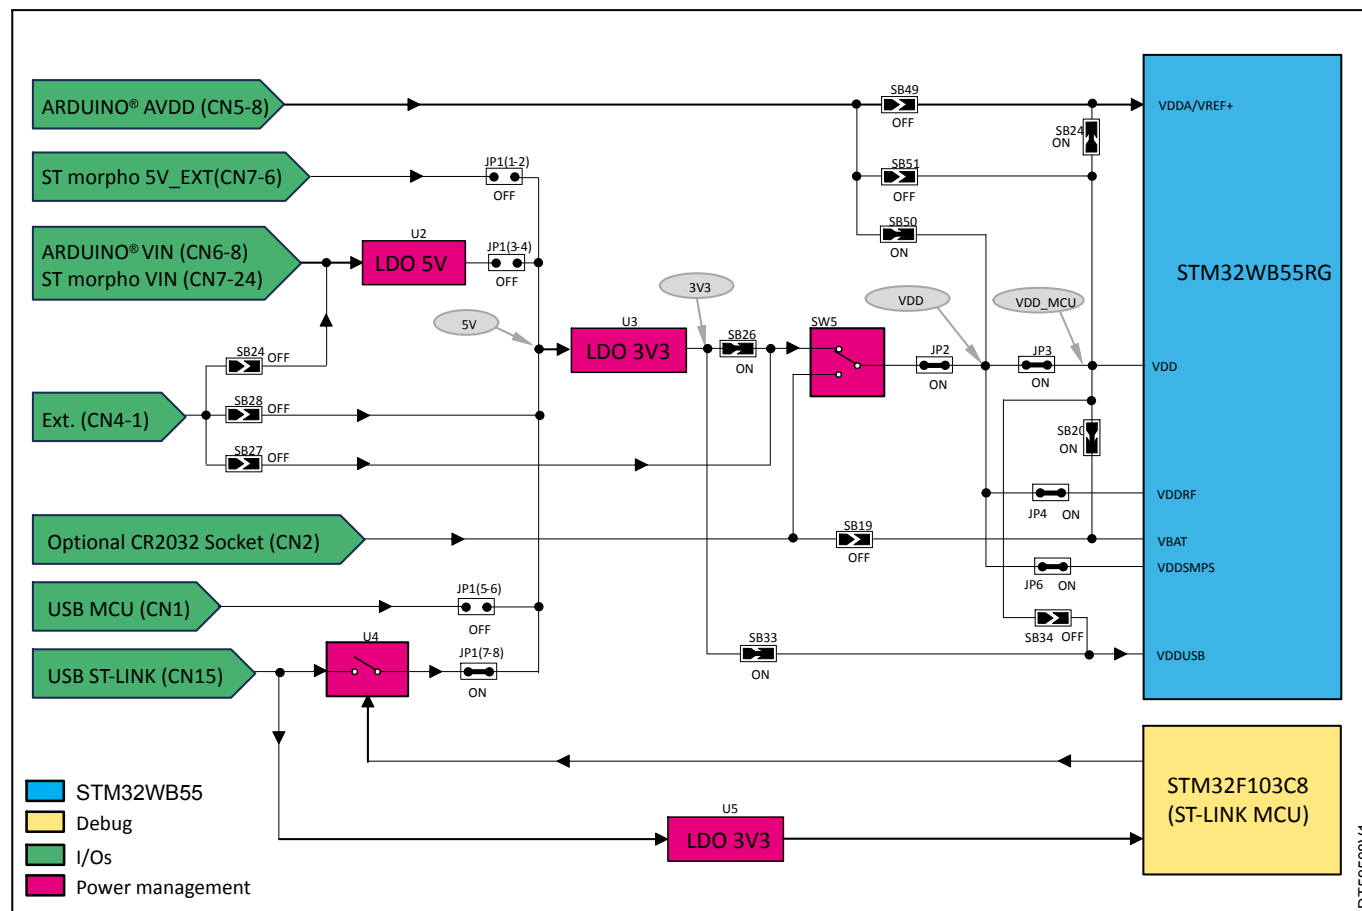 ARDUINO® AVDD (CN5-8)
SB49
OFF
VDDA/VREF+
SB24
ON
ST morpho 5V_EXT(CN7-6)
JP1(1-2)
OFF
SB51
OFF
ARDUINO® VIN (CN6-8)
ST morpho VIN (CN7-24)
U2
LDO 5V
JP1(3-4)
OFF
SB50
ON
STM32WB55RG
5V
3V3
VDD
VDD_MCU
U3
LDO 3V3
SB26
ON
SW5
JP2
ON
JP3
ON
VDD
SB24
OFF
Ext. (CN4-1)
SB28
OFF
SB27
OFF
SB20
ON
JP4
ON
VDDRF
Optional CR2032 Socket (CN2)
SB19
OFF
VBAT
VDDSMPS
JP6
ON
USB MCU (CN1)
JP1(5-6)
OFF
SB34
OFF
USB ST-LINK (CN15)
U4
JP1(7-8)
ON
SB33
ON
VDDUSB
STM32F103C8
(ST-LINK MCU)
U5
LDO 3V3
STM32WB55
Debug
I/Os
Power management